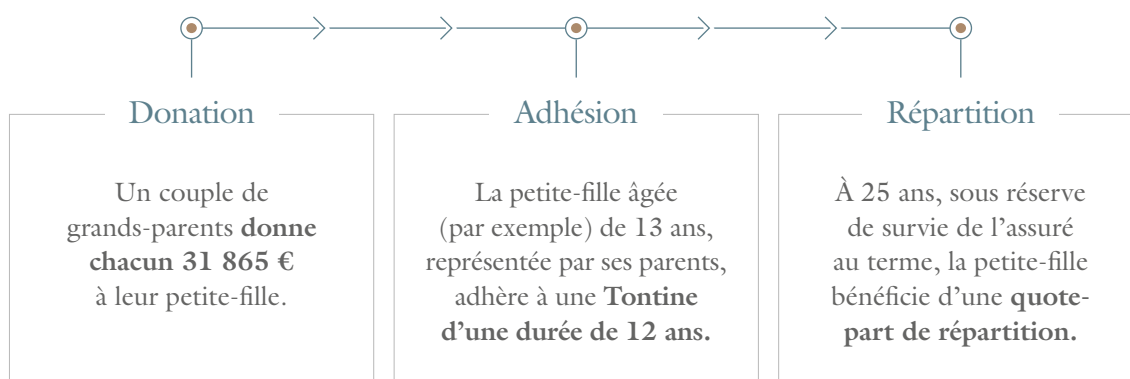 Donation
Un couple de
grands-parents donne
chacun 31 865 €
à leur petite-fille.
Adhésion
La petite-fille âgée
(par exemple) de 13 ans,
représentée par ses parents,
adhère à une Tontine
d’une durée de 12 ans.
Répartition
À 25 ans, sous réserve
de survie de l’assuré
au terme, la petite-fille
bénéficie d’une quote-
part de répartition.